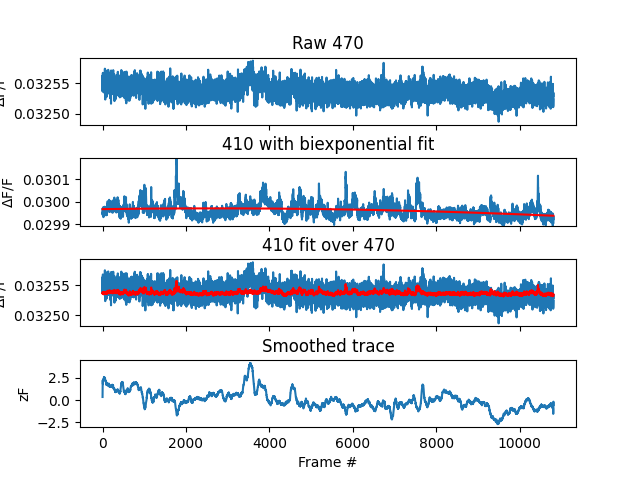 Raw 470
0.03255
0.03250
410 with biexponential fit
ΔF/F
0.0301
0.0300
0.0299
410 fit over 470
0.03255
0.03250
Smoothed trace
zF
2.5
0.0
−2.5
0 2000 4000 6000 8000 10000
Frame #